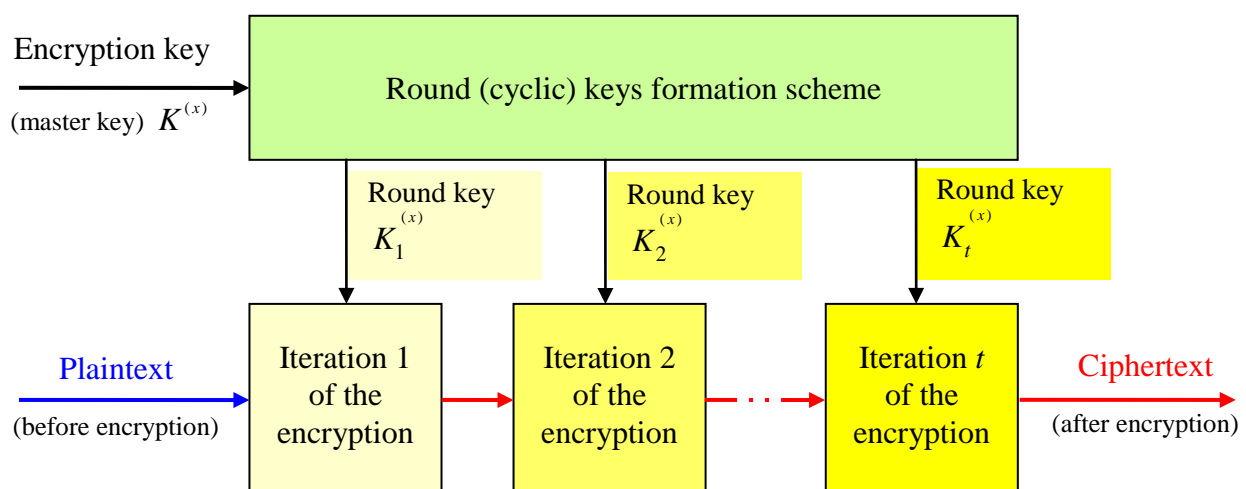 Encryption key
(master key) K^(x)
Round (cyclic) keys formation scheme
Round key
K_1^(x)
Round key
K_2^(x)
Round key
K_t^(x)
Plaintext
(before encryption)
Iteration 1
of the
encryption
Iteration 2
of the
encryption
Iteration t
of the
encryption
Ciphertext
(after encryption)